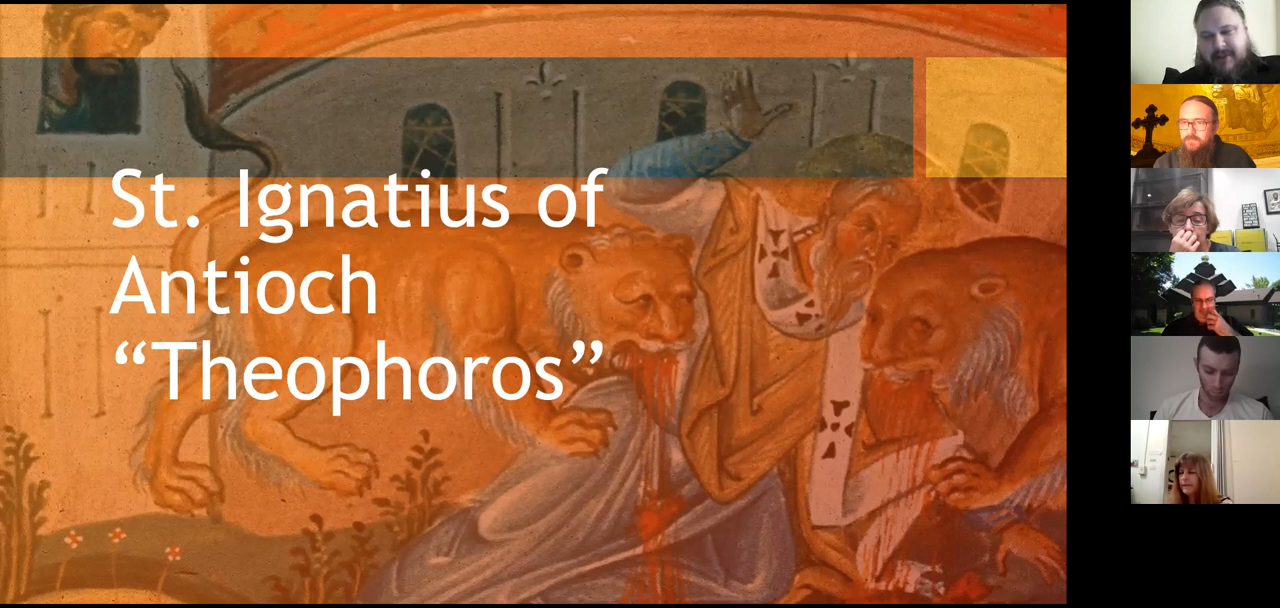 St. Ignatius of
Antioch
“Theophoros”